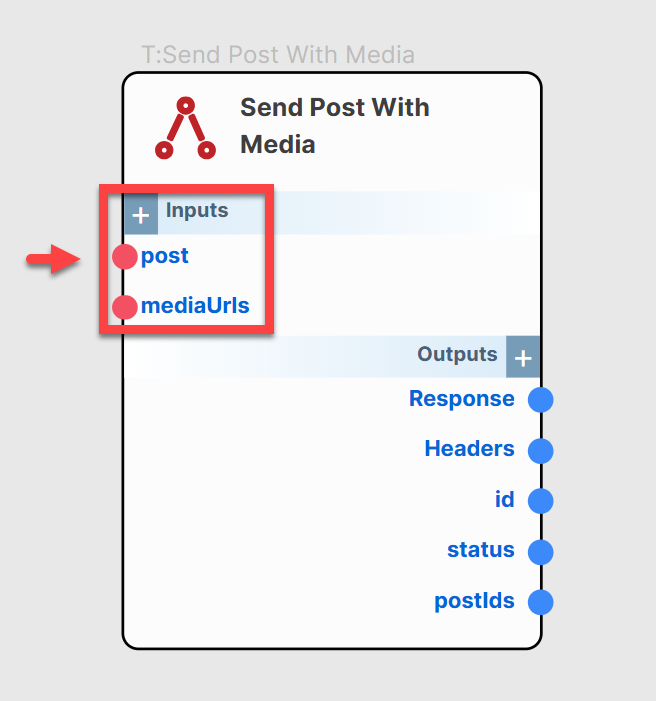 T:Send Post With Media
Send Post With
Media
+ Inputs
post
mediaUrls
Outputs +
Response
Headers
id
status
postIds